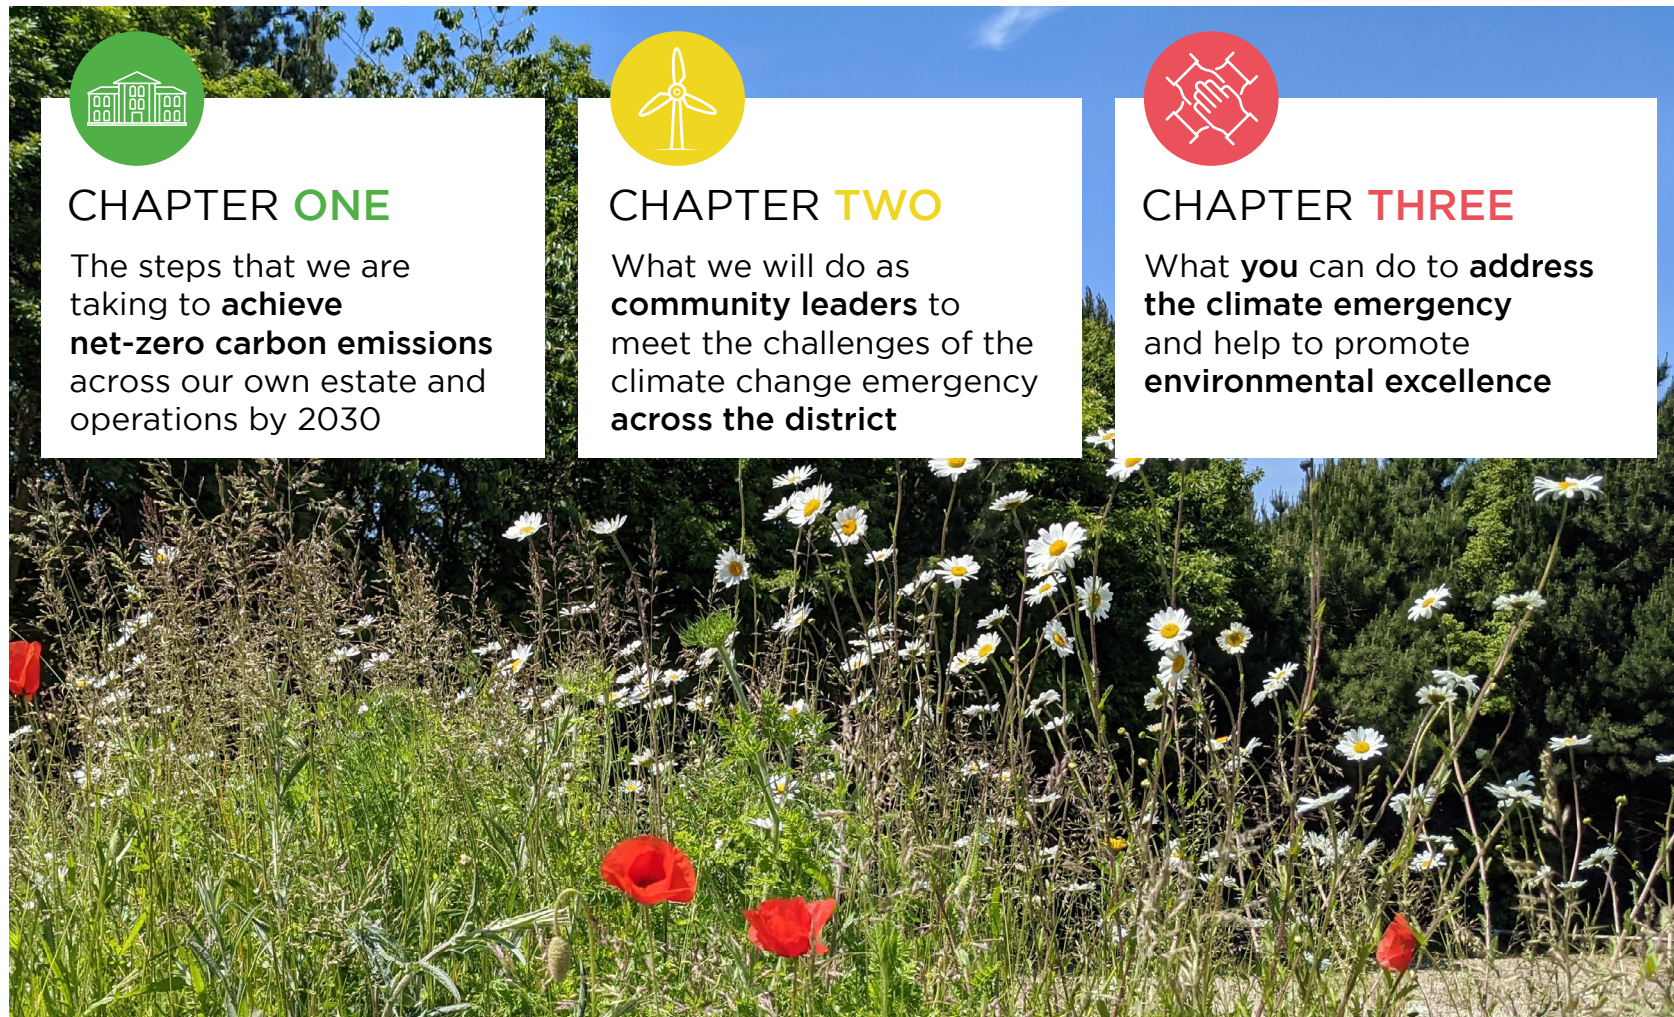 CHAPTER ONE
The steps that we are
taking to achieve
net-zero carbon emissions
across our own estate and
operations by 2030
CHAPTER TWO
What we will do as
community leaders to
meet the challenges of the
climate change emergency
across the district
CHAPTER THREE
What you can do to address
the climate emergency
and help to promote
environmental excellence